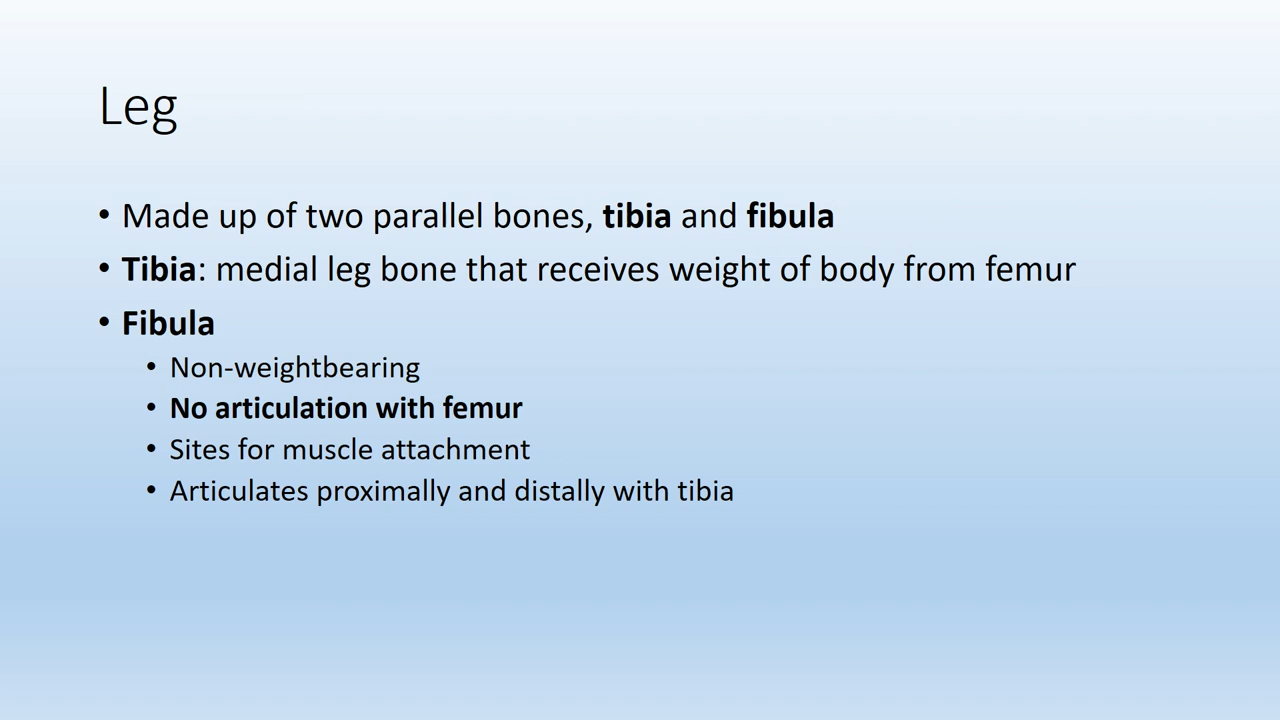 Leg
• Made up of two parallel bones, tibia and fibula
• Tibia: medial leg bone that receives weight of body from femur
• Fibula
• Non-weightbearing
• No articulation with femur
• Sites for muscle attachment
• Articulates proximally and distally with tibia